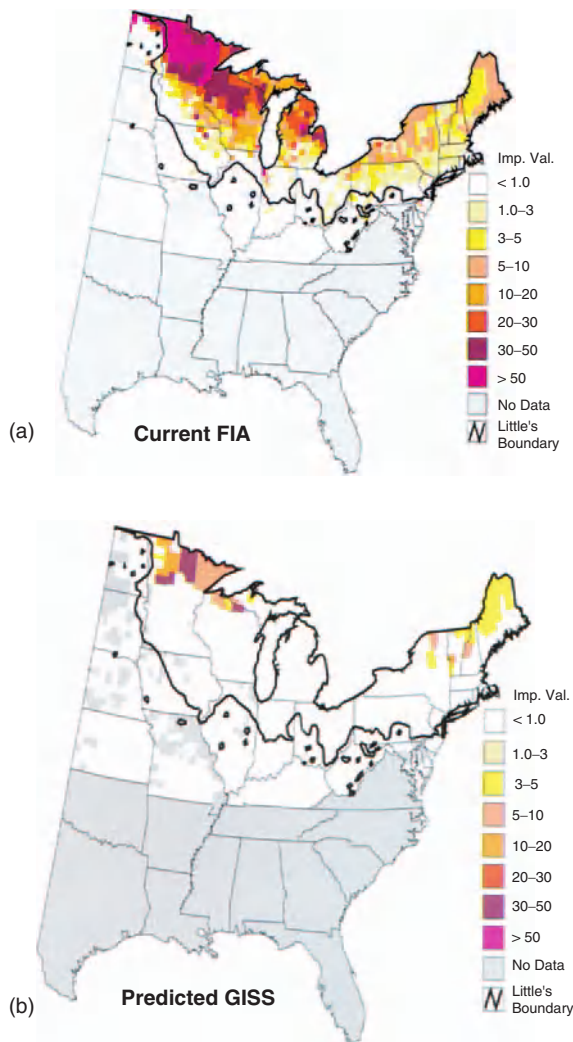 Imp. Val.
< 1.0
1.0–3
3–5
5–10
10–20
20–30
30–50
> 50
No Data
Little's
Boundary
(a)
Current FIA
Imp. Val.
< 1.0
1.0–3
3–5
5–10
10–20
20–30
30–50
> 50
No Data
Little's
Boundary
(b)
Predicted GISS